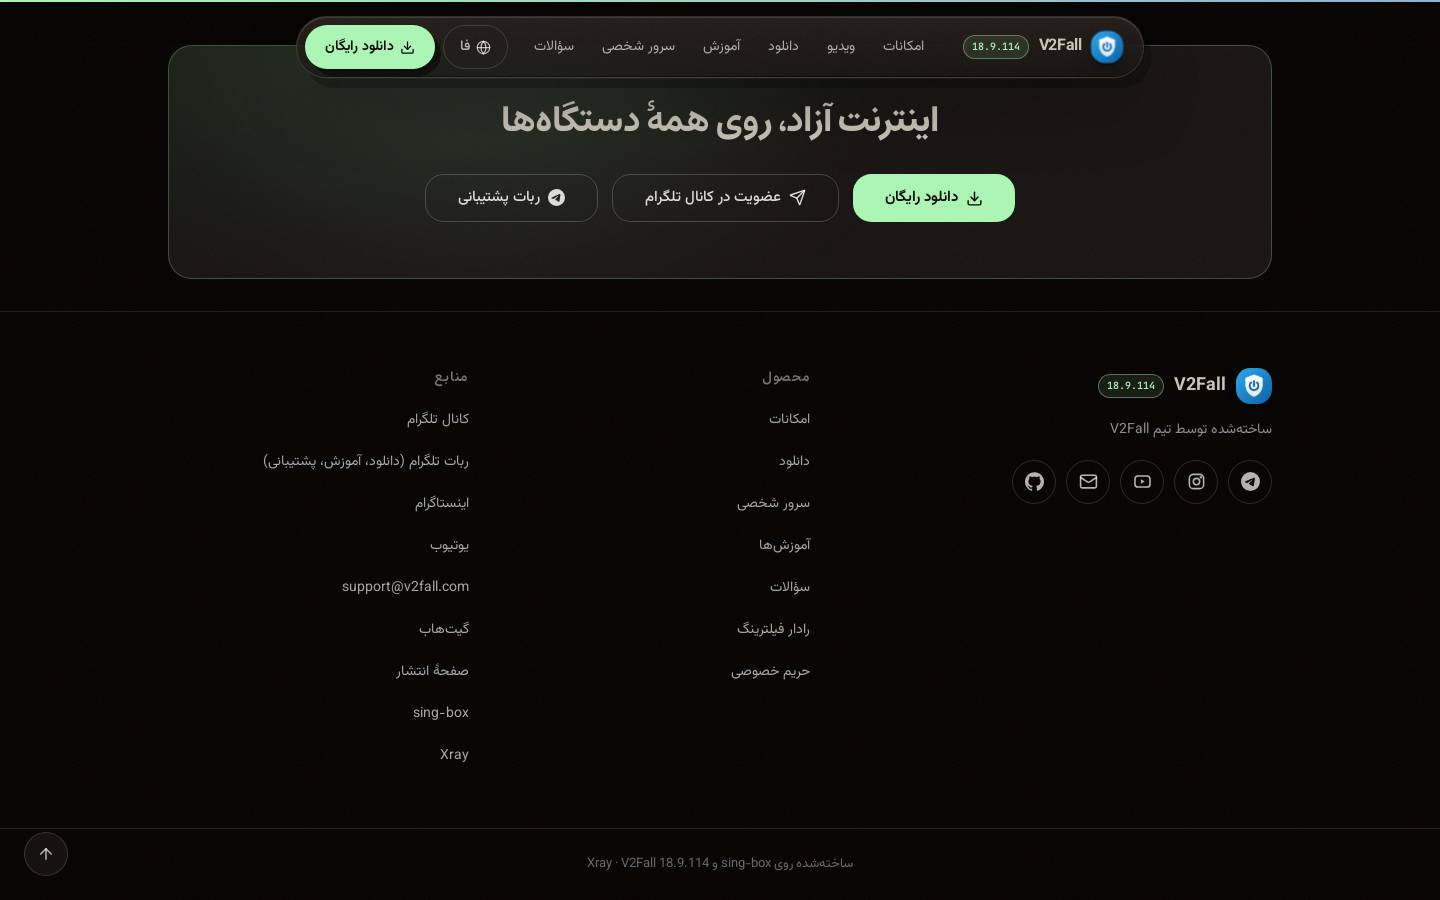 V2Fall 18.9.114
امکانات
ویدیو
دانلود
آموزش
سرور شخصی
سؤالات
فا
دانلود رایگان
اینترنت آزاد، روی همهٔ دستگاه‌ها
دانلود رایگان
عضویت در کانال تلگرام
ربات پشتیبانی
V2Fall 18.9.114
ساخته‌شده توسط تیم V2Fall
محصول
امکانات
دانلود
سرور شخصی
آموزش‌ها
سؤالات
رادار فیلترینگ
حریم خصوصی
منابع
کانال تلگرام
ربات تلگرام (دانلود، آموزش، پشتیبانی)
اینستاگرام
یوتیوب
support@v2fall.com
گیت‌هاب
صفحهٔ انتشار
sing-box
Xray
ساخته‌شده روی sing-box و Xray · V2Fall 18.9.114